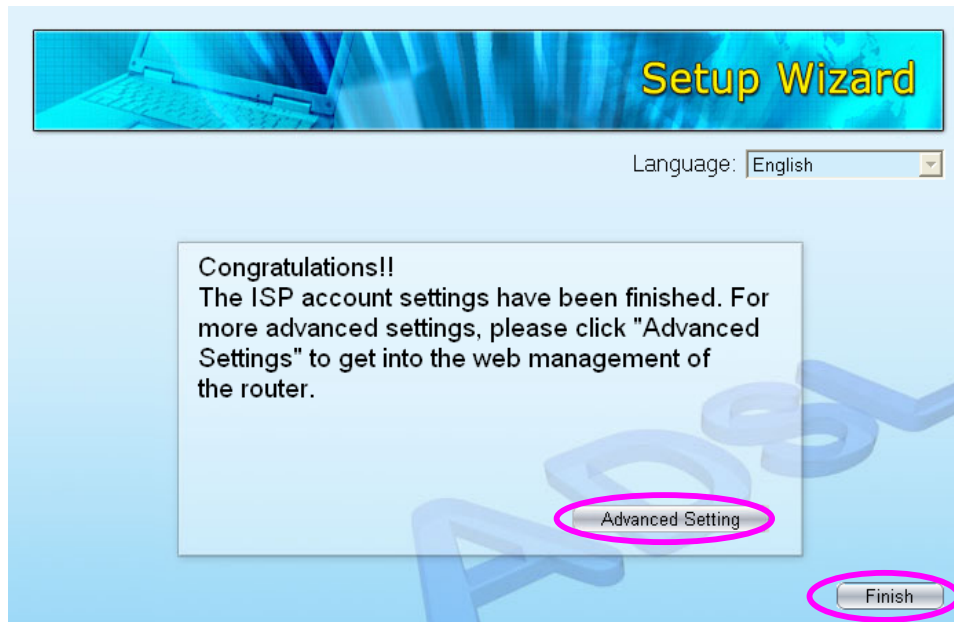 Setup Wizard
Language: English
Congratulations!!
The ISP account settings have been finished. For
more advanced settings, please click "Advanced
Settings" to get into the web management of
the router.
ADSL
Advanced Setting
Finish